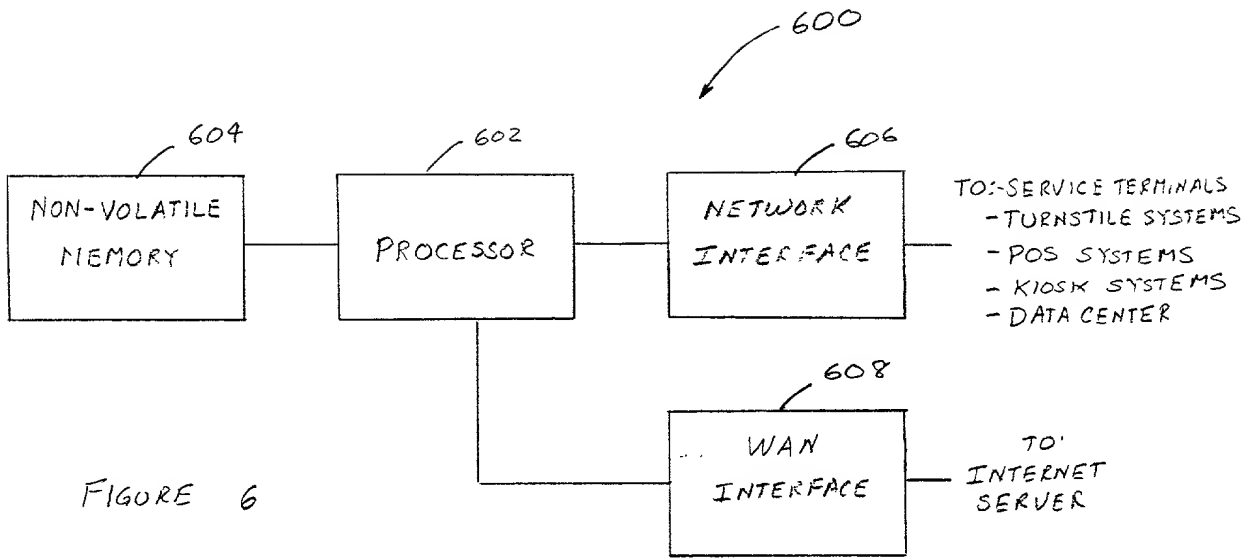 600
604
602
606
NON-VOLATILE
MEMORY
PROCESSOR
NETWORK
INTERFACE
TO:-SERVICE TERMINALS
- TURNSTILE SYSTEMS
- POS SYSTEMS
- KIOSK SYSTEMS
- DATA CENTER
608
WAN
INTERFACE
TO:
INTERNET
SERVER
FIGURE 6